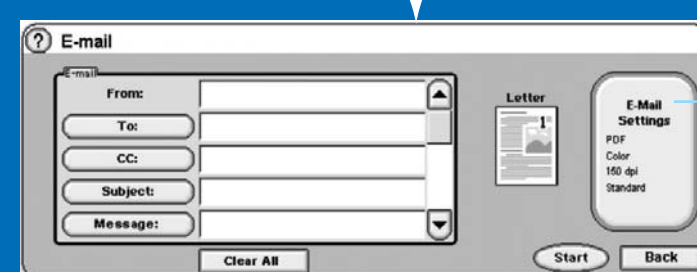 ? E-mail
E-mail
From:
To:
CC:
Subject:
Message:
Clear All
Letter
1
E-Mail
Settings
PDF
Color
150 dpi
Standard
Start
Back